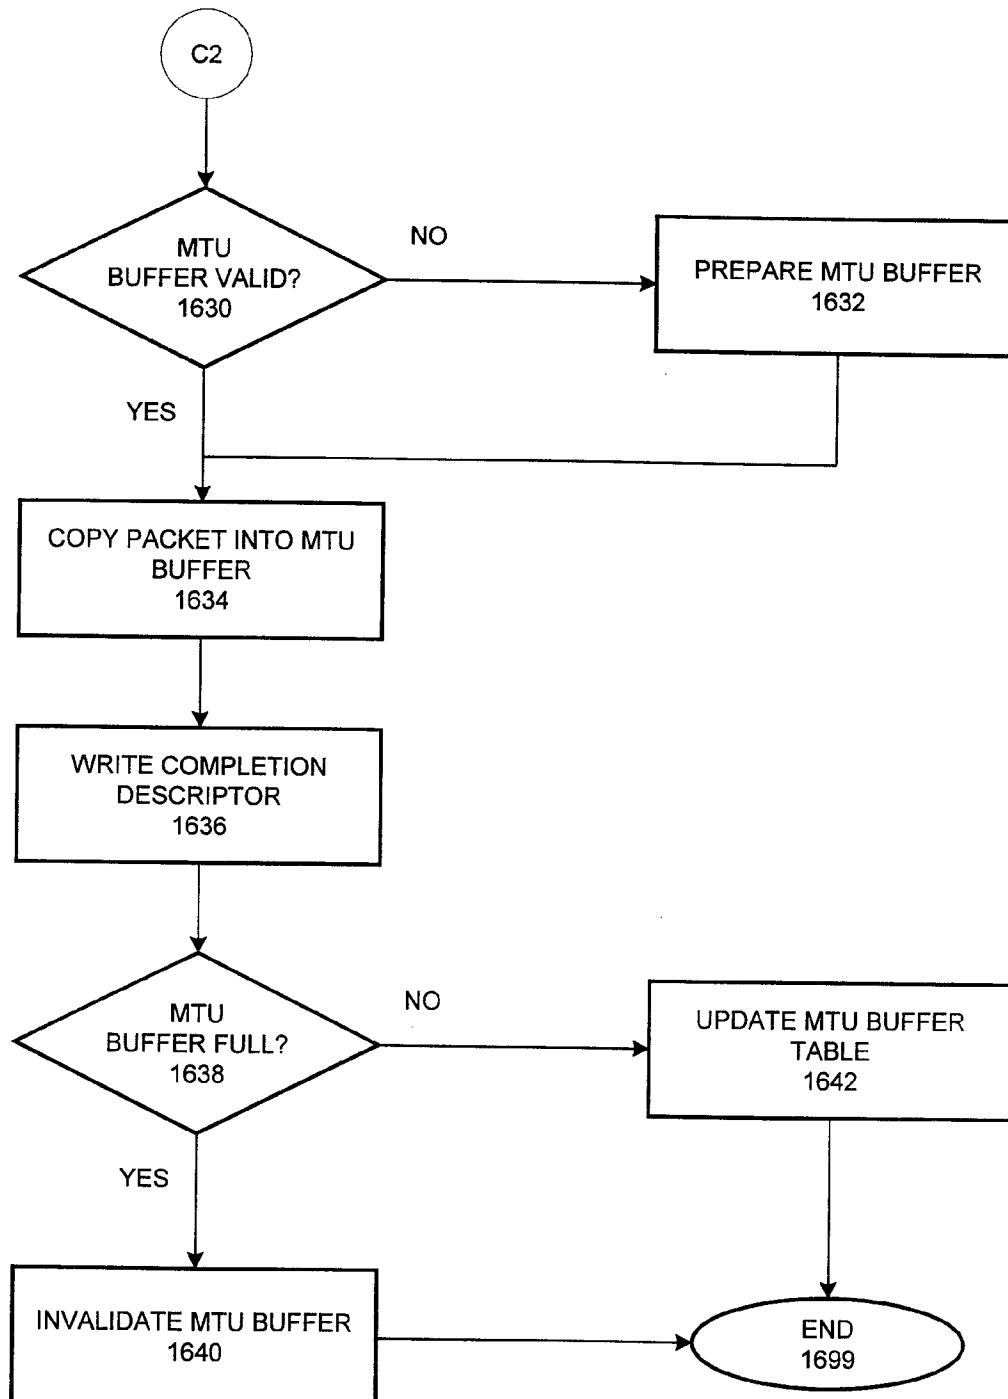 C2
MTU
BUFFER VALID?
1630
NO
PREPARE MTU BUFFER
1632
YES
COPY PACKET INTO MTU
BUFFER
1634
WRITE COMPLETION
DESCRIPTOR
1636
MTU
BUFFER FULL?
1638
NO
UPDATE MTU BUFFER
TABLE
1642
YES
INVALIDATE MTU BUFFER
1640
END
1699